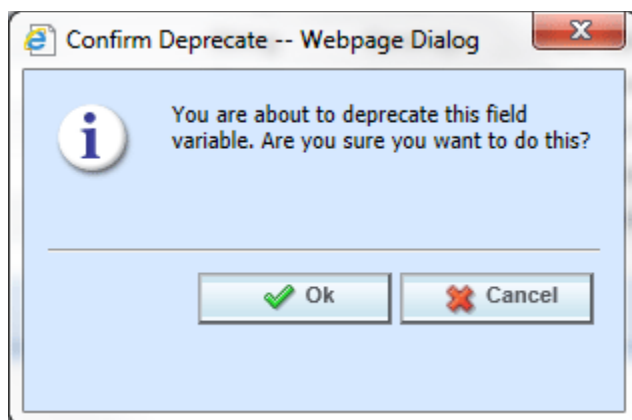 Confirm Deprecate -- Webpage Dialog
You are about to deprecate this field
variable. Are you sure you want to do this?
Ok
Cancel